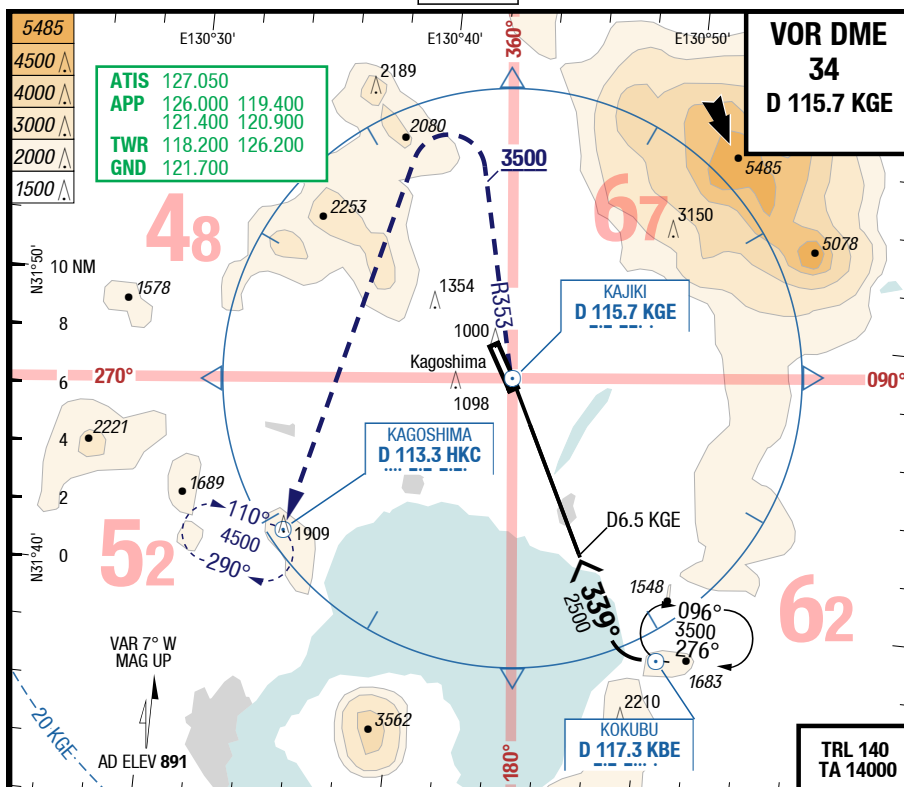 5485
4500
4000
3000
2000
1500
E130°30'
E130°40'
360°
E130°50'
VOR DME
34
D 115.7 KGE
ATIS 127.050
APP 126.000 119.400
121.400 120.900
TWR 118.200 126.200
GND 121.700
2189
2080
3500
5485
2253
48
67
3150
5078
N31°50'
10 NM
1578
1354
R353
KAJIKI
D 115.7 KGE
8
1000
Kagoshima
270°
6
1098
090°
2221
4
KAGOSHIMA
D 113.3 HKC
1689
2
110°
4500
290°
1909
D6.5 KGE
N31°40'
0
52
339°
2500
1548
096°
3500
276°
1683
62
VAR 7° W
MAG UP
2210
20 KGE
3562
KOKUBU
D 117.3 KBE
180°
AD ELEV 891
TRL 140
TA 14000